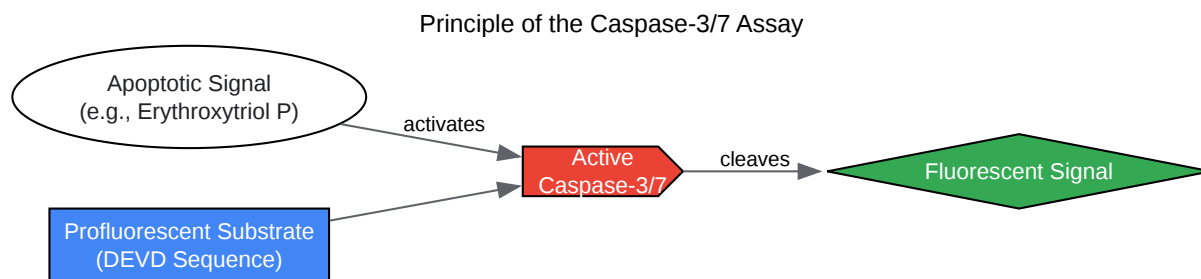 Principle of the Caspase-3/7 Assay
Apoptotic Signal
(e.g., Erythroxytriol P)
activates
Active
Caspase-3/7
cleaves
Fluorescent Signal
Profluorescent Substrate
(DEVD Sequence)